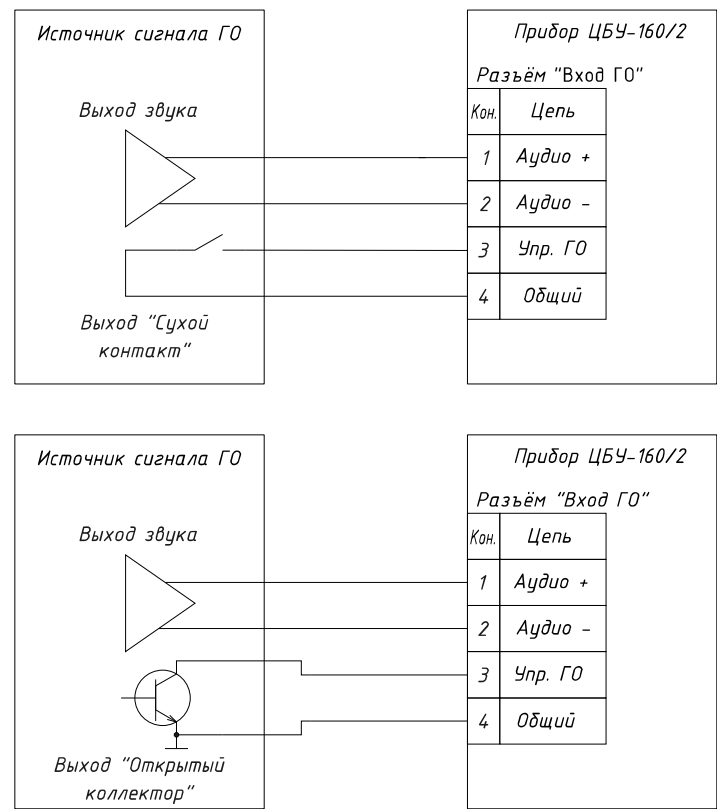 Источник сигнала ГО
Прибор ЦБУ-160/2
Разъём "Вход ГО"
Выход звука
Кон. Цепь
1 Аудио +
2 Аудио -
3 Упр. ГО
4 Общий
Выход "Сухой
контакт"
Источник сигнала ГО
Прибор ЦБУ-160/2
Разъём "Вход ГО"
Выход звука
Кон. Цепь
1 Аудио +
2 Аудио -
3 Упр. ГО
4 Общий
Выход "Открытый
коллектор"